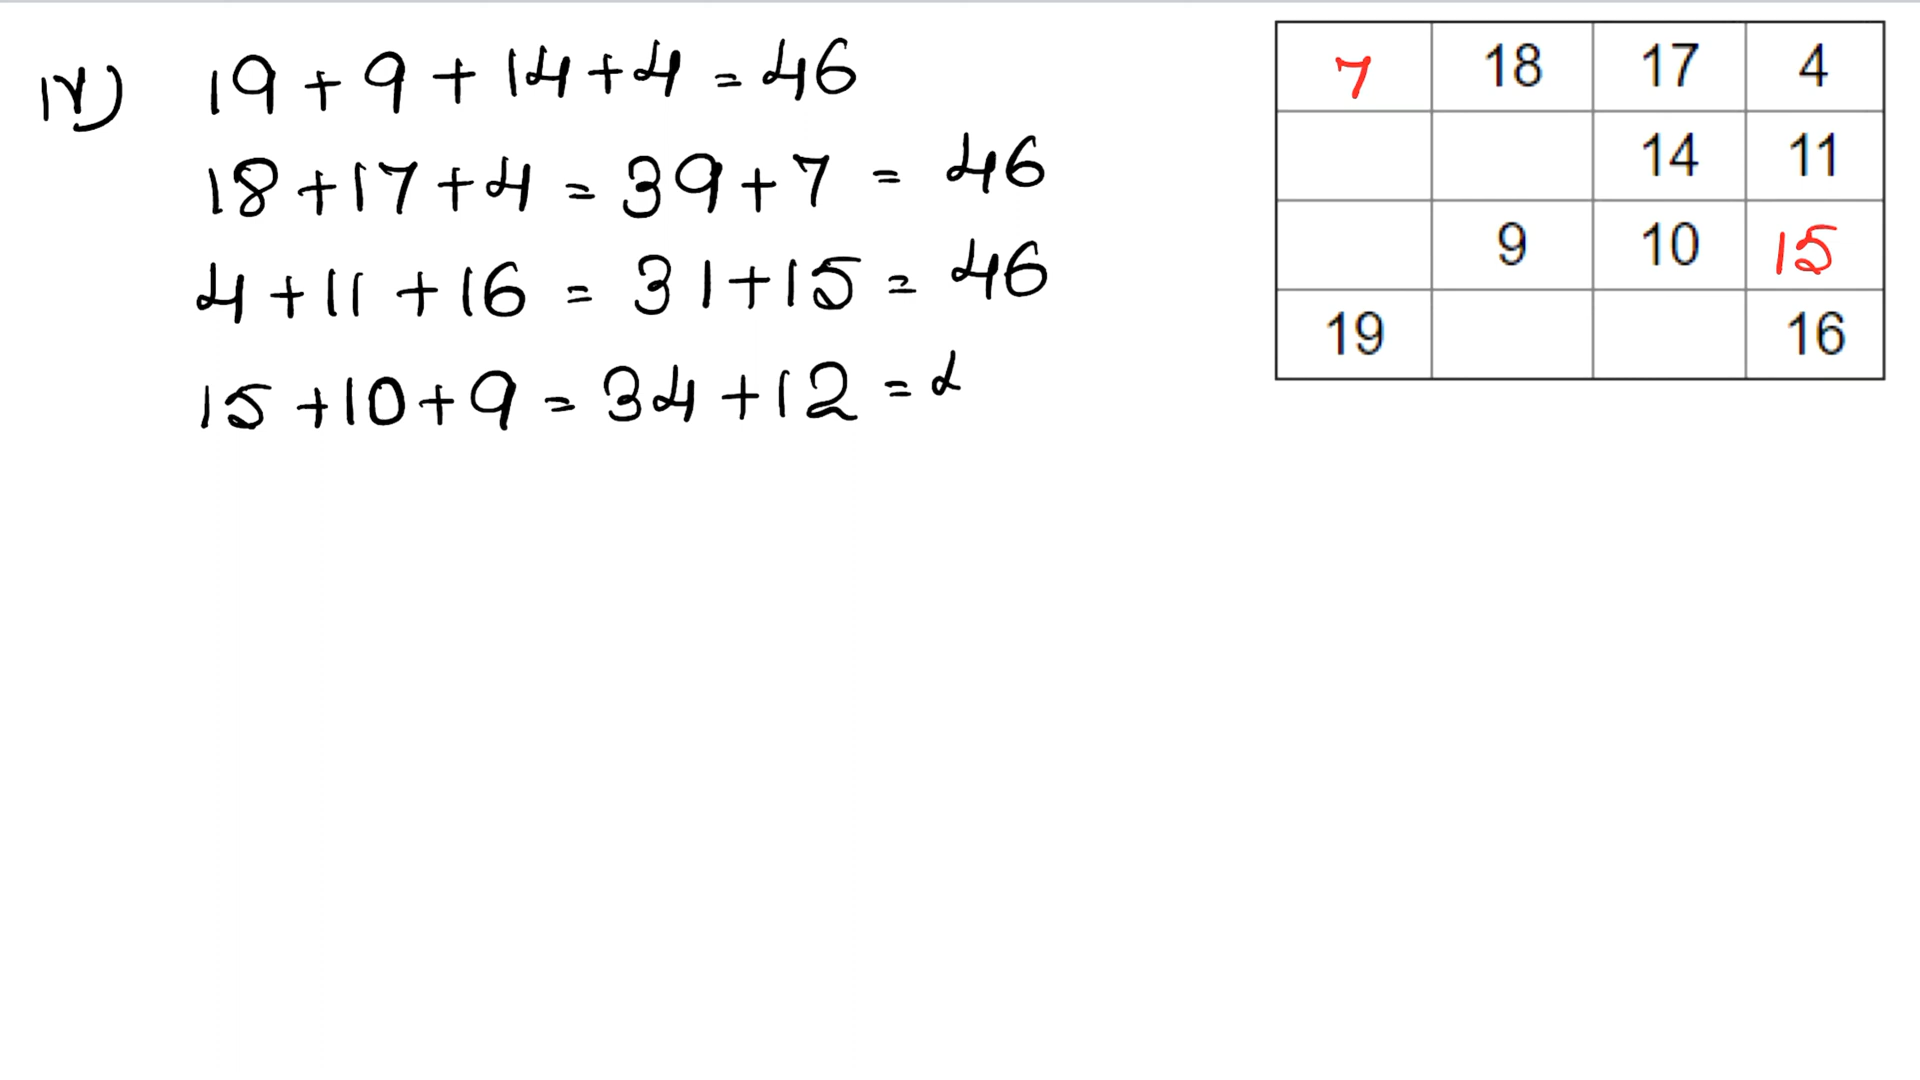 IV) 19 + 9 + 14 + 4 = 46
18 + 17 + 4 = 39 + 7 = 46
4 + 11 + 16 = 31 + 15 = 46
15 + 10 + 9 = 34 + 12 =
7 18 17 4
14 11
9 10 15
19 16